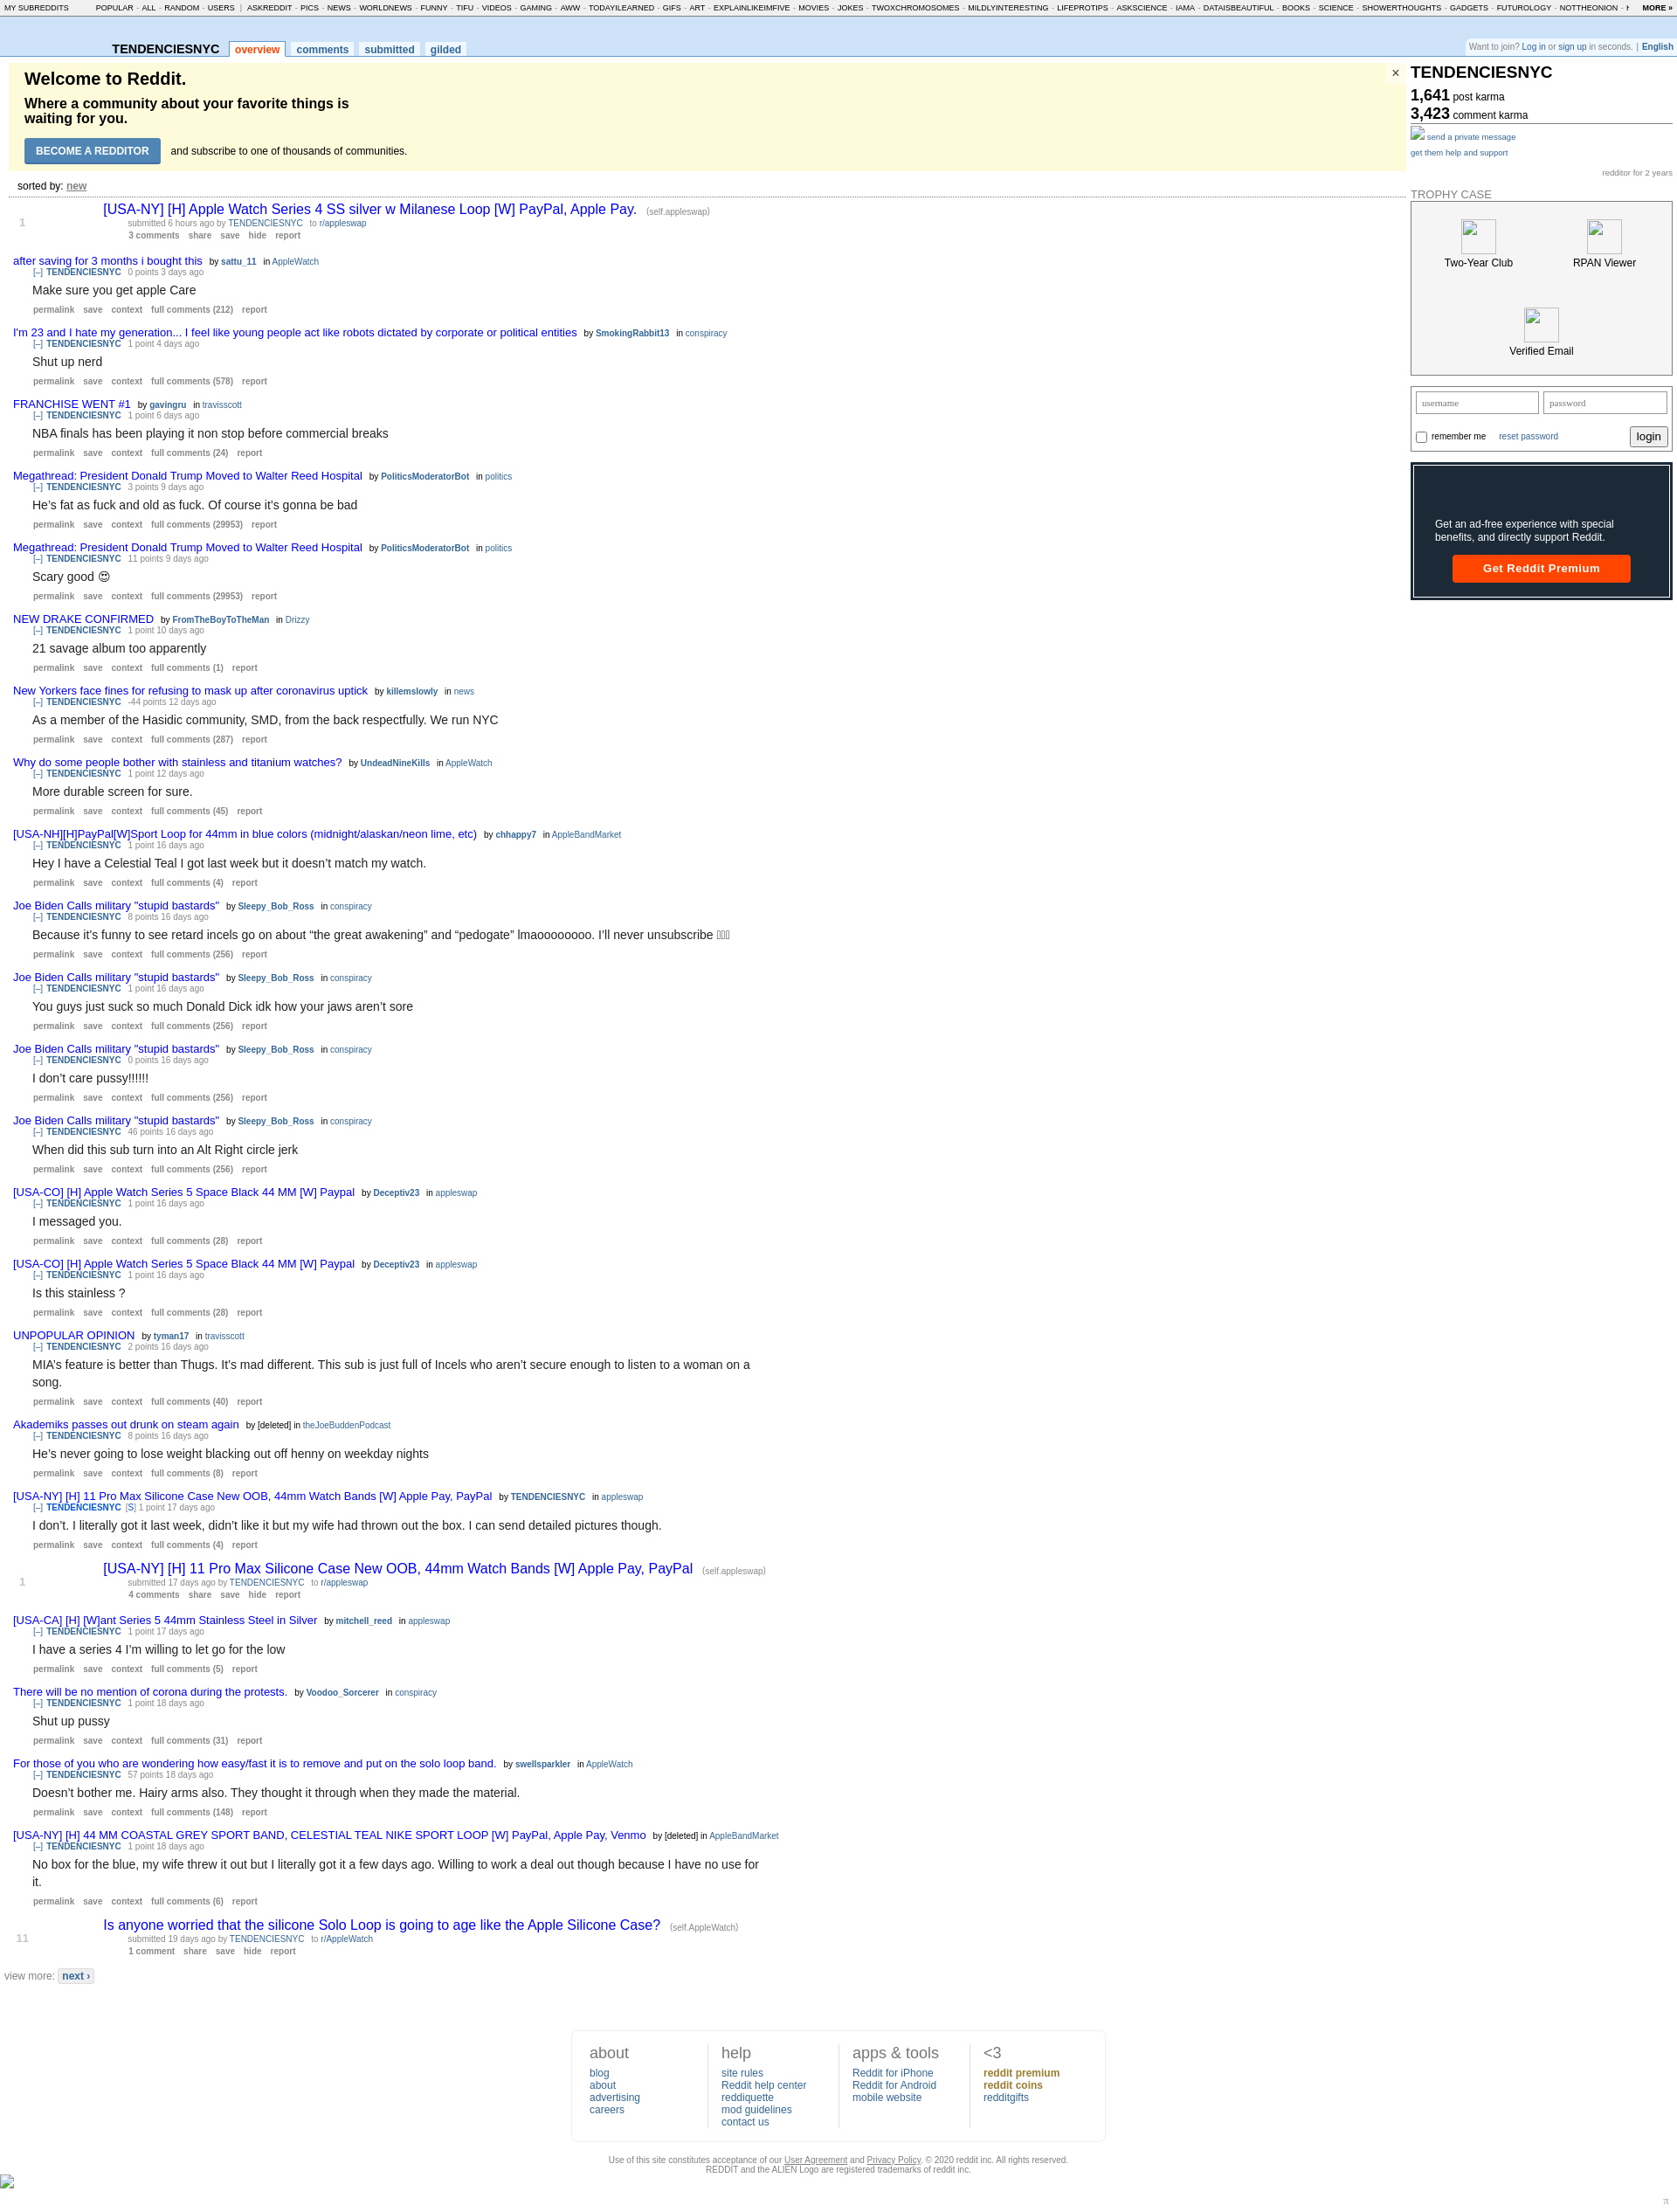 MY SUBREDDITS POPULAR - ALL - RANDOM - USERS | ASKREDDIT - PICS - NEWS - WORLDNEWS - FUNNY - TIFU - VIDEOS - GAMING - AWW - TODAYILEARNED - GIFS - ART - EXPLAINLIKEIMFIVE - MOVIES - JOKES - TWOXCHROMOSOMES - MILDLYINTERESTING - LIFEPROTIPS - ASKSCIENCE - IAMA - DATAISBEAUTIFUL - BOOKS - SCIENCE - SHOWERTHOUGHTS - GADGETS - FUTUROLOGY - NOTTHEONION - MORE »
TENDENCIESNYC overview comments submitted gilded
Want to join? Log in or sign up in seconds. | English
Welcome to Reddit.
Where a community about your favorite things is
waiting for you.
BECOME A REDDITOR and subscribe to one of thousands of communities.
×
sorted by: new
1
[USA-NY] [H] Apple Watch Series 4 SS silver w Milanese Loop [W] PayPal, Apple Pay. (self.appleswap)
submitted 6 hours ago by TENDENCIESNYC to r/appleswap
3 comments share save hide report
after saving for 3 months i bought this by sattu_11 in AppleWatch
[–] TENDENCIESNYC 0 points 3 days ago
Make sure you get apple Care
permalink save context full comments (212) report
I'm 23 and I hate my generation... I feel like young people act like robots dictated by corporate or political entities by SmokingRabbit13 in conspiracy
[–] TENDENCIESNYC 1 point 4 days ago
Shut up nerd
permalink save context full comments (578) report
FRANCHISE WENT #1 by gavingru in travisscott
[–] TENDENCIESNYC 1 point 6 days ago
NBA finals has been playing it non stop before commercial breaks
permalink save context full comments (24) report
Megathread: President Donald Trump Moved to Walter Reed Hospital by PoliticsModeratorBot in politics
[–] TENDENCIESNYC 3 points 9 days ago
He’s fat as fuck and old as fuck. Of course it’s gonna be bad
permalink save context full comments (29953) report
Megathread: President Donald Trump Moved to Walter Reed Hospital by PoliticsModeratorBot in politics
[–] TENDENCIESNYC 11 points 9 days ago
Scary good 😍
permalink save context full comments (29953) report
NEW DRAKE CONFIRMED by FromTheBoyToTheMan in Drizzy
[–] TENDENCIESNYC 1 point 10 days ago
21 savage album too apparently
permalink save context full comments (1) report
New Yorkers face fines for refusing to mask up after coronavirus uptick by killemslowly in news
[–] TENDENCIESNYC -44 points 12 days ago
As a member of the Hasidic community, SMD, from the back respectfully. We run NYC
permalink save context full comments (287) report
Why do some people bother with stainless and titanium watches? by UndeadNineKills in AppleWatch
[–] TENDENCIESNYC 1 point 12 days ago
More durable screen for sure.
permalink save context full comments (45) report
[USA-NH][H]PayPal[W]Sport Loop for 44mm in blue colors (midnight/alaskan/neon lime, etc) by chhappy7 in AppleBandMarket
[–] TENDENCIESNYC 1 point 16 days ago
Hey I have a Celestial Teal I got last week but it doesn’t match my watch.
permalink save context full comments (4) report
Joe Biden Calls military "stupid bastards" by Sleepy_Bob_Ross in conspiracy
[–] TENDENCIESNYC 8 points 16 days ago
Because it’s funny to see retard incels go on about “the great awakening” and “pedogate” lmaoooooooo. I’ll never unsubscribe
permalink save context full comments (256) report
Joe Biden Calls military "stupid bastards" by Sleepy_Bob_Ross in conspiracy
[–] TENDENCIESNYC 1 point 16 days ago
You guys just suck so much Donald Dick idk how your jaws aren’t sore
permalink save context full comments (256) report
Joe Biden Calls military "stupid bastards" by Sleepy_Bob_Ross in conspiracy
[–] TENDENCIESNYC 0 points 16 days ago
I don’t care pussy!!!!!!
permalink save context full comments (256) report
Joe Biden Calls military "stupid bastards" by Sleepy_Bob_Ross in conspiracy
[–] TENDENCIESNYC 46 points 16 days ago
When did this sub turn into an Alt Right circle jerk
permalink save context full comments (256) report
[USA-CO] [H] Apple Watch Series 5 Space Black 44 MM [W] Paypal by Deceptiv23 in appleswap
[–] TENDENCIESNYC 1 point 16 days ago
I messaged you.
permalink save context full comments (28) report
[USA-CO] [H] Apple Watch Series 5 Space Black 44 MM [W] Paypal by Deceptiv23 in appleswap
[–] TENDENCIESNYC 1 point 16 days ago
Is this stainless ?
permalink save context full comments (28) report
UNPOPULAR OPINION by tyman17 in travisscott
[–] TENDENCIESNYC 2 points 16 days ago
MIA’s feature is better than Thugs. It’s mad different. This sub is just full of Incels who aren’t secure enough to listen to a woman on a
song.
permalink save context full comments (40) report
Akademiks passes out drunk on steam again by [deleted] in theJoeBuddenPodcast
[–] TENDENCIESNYC 8 points 16 days ago
He’s never going to lose weight blacking out off henny on weekday nights
permalink save context full comments (8) report
[USA-NY] [H] 11 Pro Max Silicone Case New OOB, 44mm Watch Bands [W] Apple Pay, PayPal by TENDENCIESNYC in appleswap
[–] TENDENCIESNYC [S] 1 point 17 days ago
I don’t. I literally got it last week, didn’t like it but my wife had thrown out the box. I can send detailed pictures though.
permalink save context full comments (4) report
1
[USA-NY] [H] 11 Pro Max Silicone Case New OOB, 44mm Watch Bands [W] Apple Pay, PayPal (self.appleswap)
submitted 17 days ago by TENDENCIESNYC to r/appleswap
4 comments share save hide report
[USA-CA] [H] [W]ant Series 5 44mm Stainless Steel in Silver by mitchell_reed in appleswap
[–] TENDENCIESNYC 1 point 17 days ago
I have a series 4 I’m willing to let go for the low
permalink save context full comments (5) report
There will be no mention of corona during the protests. by Voodoo_Sorcerer in conspiracy
[–] TENDENCIESNYC 1 point 18 days ago
Shut up pussy
permalink save context full comments (31) report
For those of you who are wondering how easy/fast it is to remove and put on the solo loop band. by swellsparkler in AppleWatch
[–] TENDENCIESNYC 57 points 18 days ago
Doesn’t bother me. Hairy arms also. They thought it through when they made the material.
permalink save context full comments (148) report
[USA-NY] [H] 44 MM COASTAL GREY SPORT BAND, CELESTIAL TEAL NIKE SPORT LOOP [W] PayPal, Apple Pay, Venmo by [deleted] in AppleBandMarket
[–] TENDENCIESNYC 1 point 18 days ago
No box for the blue, my wife threw it out but I literally got it a few days ago. Willing to work a deal out though because I have no use for
it.
permalink save context full comments (6) report
11
Is anyone worried that the silicone Solo Loop is going to age like the Apple Silicone Case? (self.AppleWatch)
submitted 19 days ago by TENDENCIESNYC to r/AppleWatch
1 comment share save hide report
view more: next ›
TENDENCIESNYC
1,641 post karma
3,423 comment karma
send a private message
get them help and support
redditor for 2 years
TROPHY CASE
Two-Year Club RPAN Viewer
Verified Email
username password
remember me reset password login
Get an ad-free experience with special
benefits, and directly support Reddit.
Get Reddit Premium
about
blog
about
advertising
careers
help
site rules
Reddit help center
reddiquette
mod guidelines
contact us
apps & tools
Reddit for iPhone
Reddit for Android
mobile website
<3
reddit premium
reddit coins
redditgifts
Use of this site constitutes acceptance of our User Agreement and Privacy Policy. © 2020 reddit inc. All rights reserved.
REDDIT and the ALIEN Logo are registered trademarks of reddit inc.
π